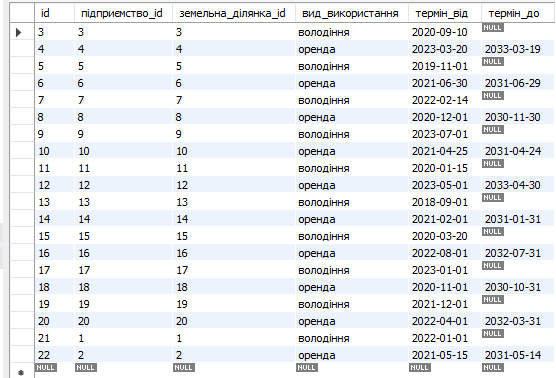 id підприємство_id земельна_ділянка_id вид_використання термін_від термін_до
3 3 3 володіння 2020-09-10 NULL
4 4 4 оренда 2023-03-20 2033-03-19
5 5 5 володіння 2019-11-01 NULL
6 6 6 оренда 2021-06-30 2031-06-29
7 7 7 володіння 2022-02-14 NULL
8 8 8 оренда 2020-12-01 2030-11-30
9 9 9 володіння 2023-07-01 NULL
10 10 10 оренда 2021-04-25 2031-04-24
11 11 11 володіння 2020-01-15 NULL
12 12 12 оренда 2023-05-01 2033-04-30
13 13 13 володіння 2018-09-01 NULL
14 14 14 оренда 2021-02-01 2031-01-31
15 15 15 володіння 2020-03-20 NULL
16 16 16 оренда 2022-08-01 2032-07-31
17 17 17 володіння 2023-01-01 NULL
18 18 18 оренда 2020-11-01 2030-10-31
19 19 19 володіння 2021-12-01 NULL
20 20 20 оренда 2022-04-01 2032-03-31
21 1 1 володіння 2022-01-01 NULL
22 2 2 оренда 2021-05-15 2031-05-14
NULL NULL NULL NULL NULL NULL